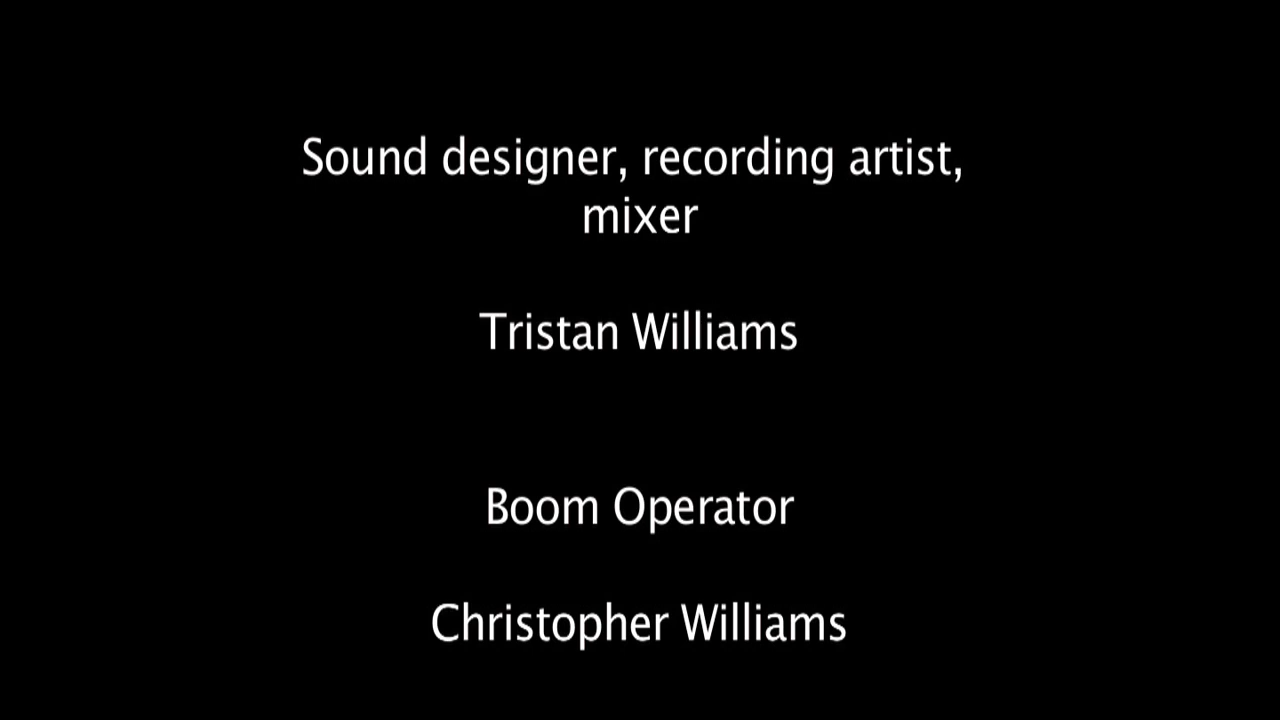 Sound designer, recording artist,
mixer
Tristan Williams
Boom Operator
Christopher Williams